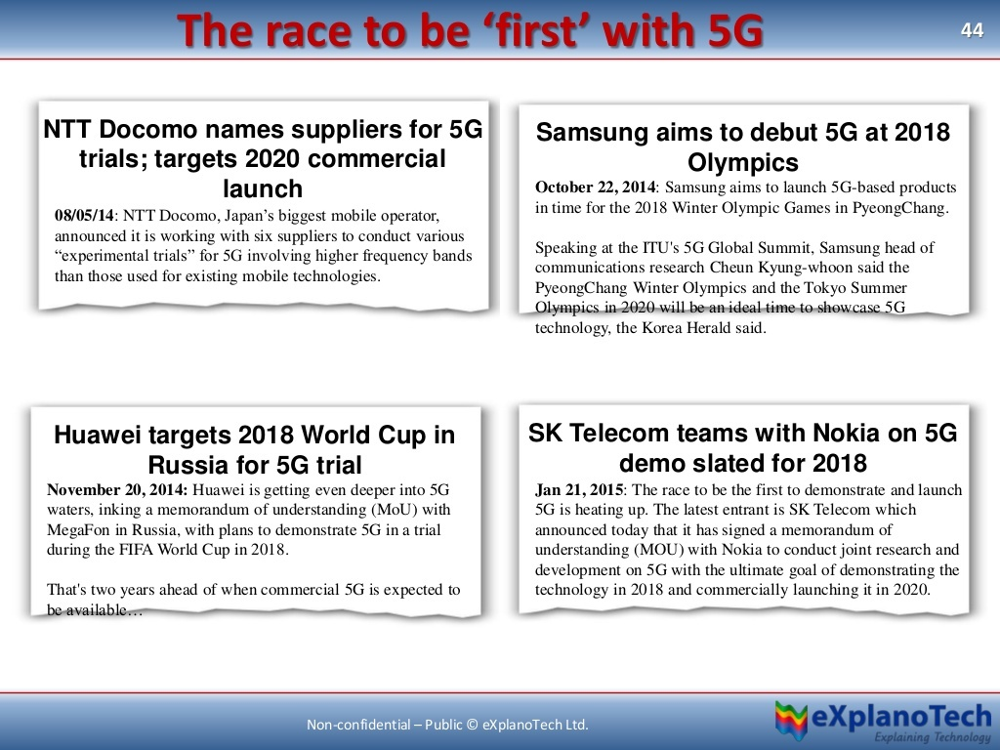 The race to be ‘first’ with 5G
44
NTT Docomo names suppliers for 5G
trials; targets 2020 commercial
launch
08/05/14: NTT Docomo, Japan’s biggest mobile operator,
announced it is working with six suppliers to conduct various
“experimental trials” for 5G involving higher frequency bands
than those used for existing mobile technologies.
Samsung aims to debut 5G at 2018
Olympics
October 22, 2014: Samsung aims to launch 5G-based products
in time for the 2018 Winter Olympic Games in PyeongChang.
Speaking at the ITU's 5G Global Summit, Samsung head of
communications research Cheun Kyung-whoon said the
PyeongChang Winter Olympics and the Tokyo Summer
Olympics in 2020 will be an ideal time to showcase 5G
technology, the Korea Herald said.
Huawei targets 2018 World Cup in
Russia for 5G trial
November 20, 2014: Huawei is getting even deeper into 5G
waters, inking a memorandum of understanding (MoU) with
MegaFon in Russia, with plans to demonstrate 5G in a trial
during the FIFA World Cup in 2018.
That's two years ahead of when commercial 5G is expected to
be available…
SK Telecom teams with Nokia on 5G
demo slated for 2018
Jan 21, 2015: The race to be the first to demonstrate and launch
5G is heating up. The latest entrant is SK Telecom which
announced today that it has signed a memorandum of
understanding (MOU) with Nokia to conduct joint research and
development on 5G with the ultimate goal of demonstrating the
technology in 2018 and commercially launching it in 2020.
Non-confidential – Public © eXplanoTech Ltd.
eXplanoTech
Explaining Technology